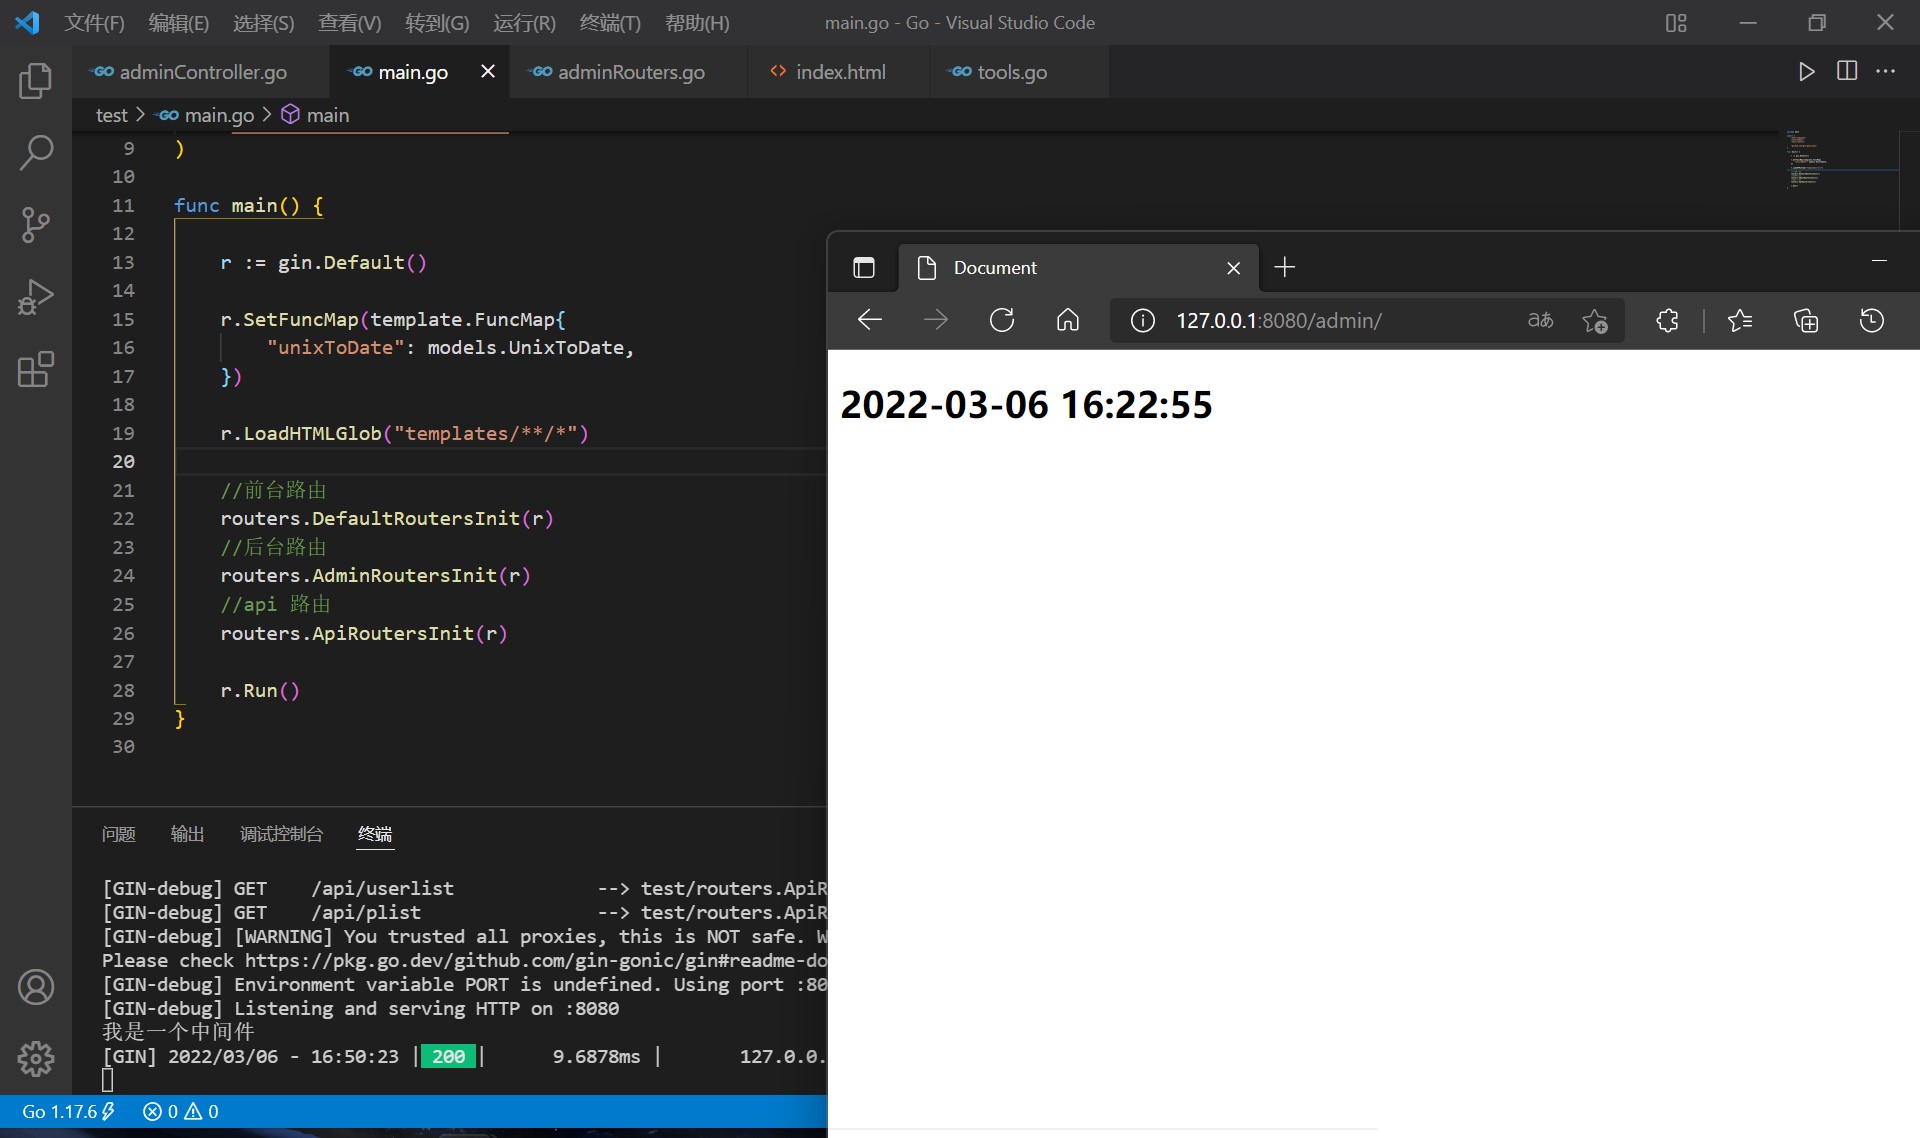 文件(F) 编辑(E) 选择(S) 查看(V) 转到(G) 运行(R) 终端(T) 帮助(H) main.go - Go - Visual Studio Code
adminController.go main.go adminRouters.go index.html tools.go
test > main.go > main
9 )
10
11 func main() {
12
13 r := gin.Default()
14
15 r.SetFuncMap(template.FuncMap{
16 "unixToDate": models.UnixToDate,
17 })
18
19 r.LoadHTMLGlob("templates/**/*")
20
21 //前台路由
22 routers.DefaultRoutersInit(r)
23 //后台路由
24 routers.AdminRoutersInit(r)
25 //api 路由
26 routers.ApiRoutersInit(r)
27
28 r.Run()
29 }
30
问题 输出 调试控制台 终端
[GIN-debug] GET /api/userlist --> test/routers.ApiR
[GIN-debug] GET /api/plist --> test/routers.ApiR
[GIN-debug] [WARNING] You trusted all proxies, this is NOT safe. W
Please check https://pkg.go.dev/github.com/gin-gonic/gin#readme-do
[GIN-debug] Environment variable PORT is undefined. Using port :80
[GIN-debug] Listening and serving HTTP on :8080
我是一个中间件
[GIN] 2022/03/06 - 16:50:23 | 200 | 9.6878ms | 127.0.0.
Go 1.17.6 0 0
Document
127.0.0.1:8080/admin/ aあ
2022-03-06 16:22:55